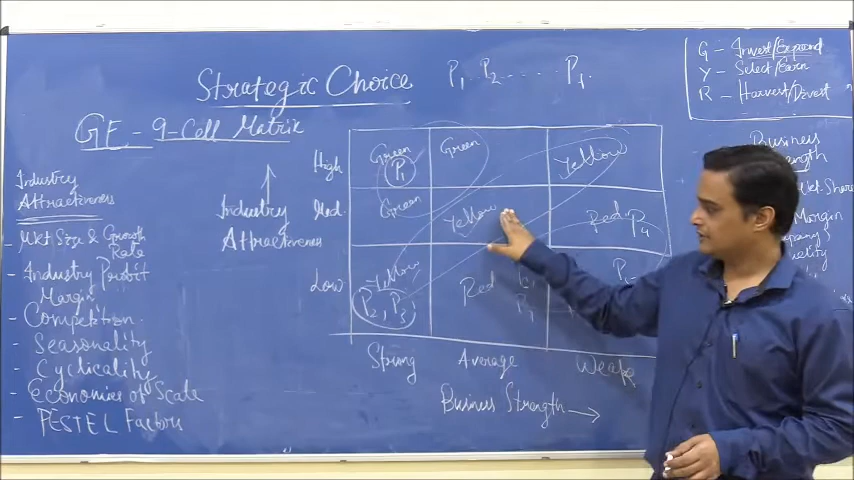 Strategic Choice
P1 P2 ..... P4
G - Invest/Expand
Y - Select/Earn
R - Harvest/Divest
GE - 9-Cell Matrix
Industry
Attractiveness
- Mkt Size & Growth
Rate
- Industry Profit
Margin
- Competition
- Seasonality
- Cyclicality
- Economies of Scale
- PESTEL Factors
Industry
Attractiveness
High
Green
P1
Green
Yellow
Med.
Green
Yellow
Red P4
Low
Yellow
P2, P3
Red
Strong
Average
Weak
Business Strength
Business
Strength
Mkt. Share
Margin